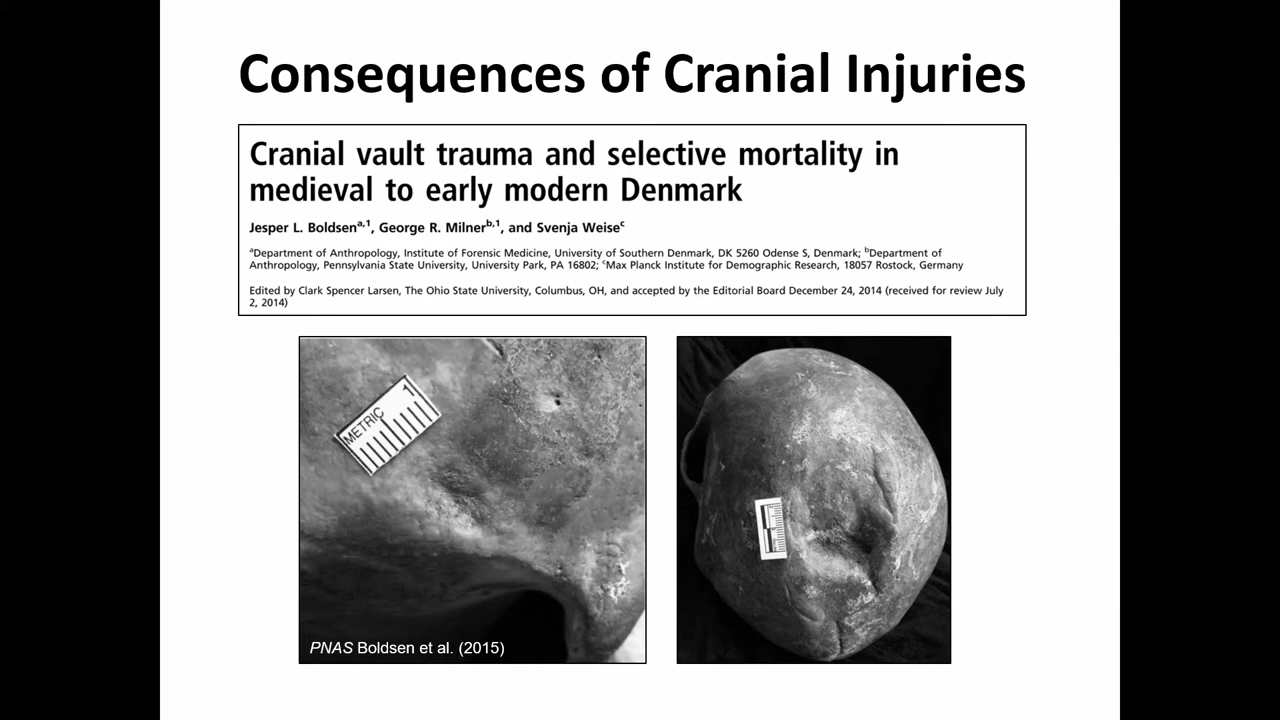 Consequences of Cranial Injuries
Cranial vault trauma and selective mortality in
medieval to early modern Denmark
Jesper L. Boldsenᵃ,¹, George R. Milnerᵇ,¹, and Svenja Weiseᶜ
ᵃDepartment of Anthropology, Institute of Forensic Medicine, University of Southern Denmark, DK 5260 Odense S, Denmark; ᵇDepartment of
Anthropology, Pennsylvania State University, University Park, PA 16802; ᶜMax Planck Institute for Demographic Research, 18057 Rostock, Germany
Edited by Clark Spencer Larsen, The Ohio State University, Columbus, OH, and accepted by the Editorial Board December 24, 2014 (received for review July
2, 2014)
METRIC 1
PNAS Boldsen et al. (2015)